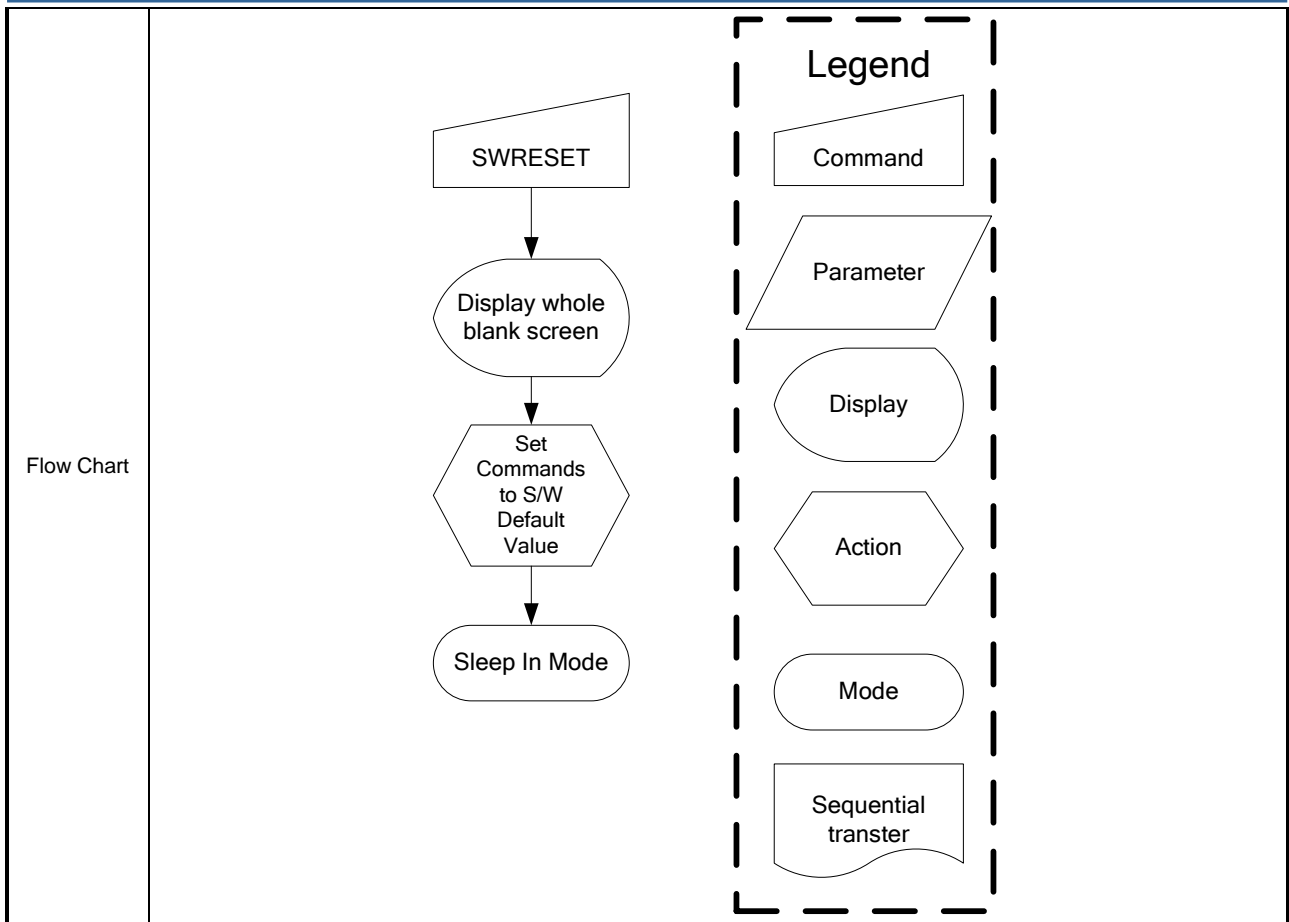 Flow Chart
SWRESET
Display whole
blank screen
Set
Commands
to S/W
Default
Value
Sleep In Mode
Legend
Command
Parameter
Display
Action
Mode
Sequential
transter